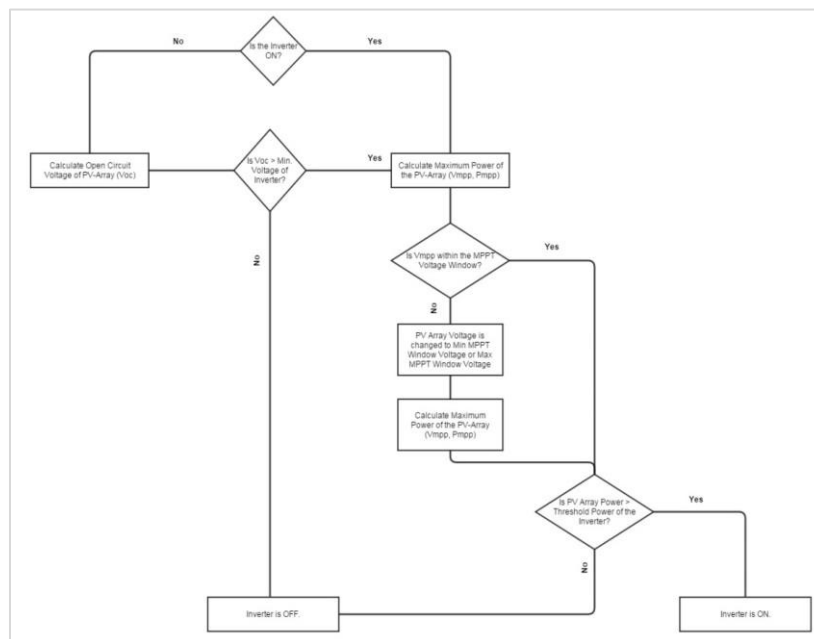 No
Is the Inverter
ON?
Yes
Calculate Open Circuit
Voltage of PV-Array (Voc)
Is Voc > Min.
Voltage of
Inverter?
Yes
Calculate Maximum Power of
the PV-Array (Vmpp, Pmpp)
No
Is Vmpp within the MPPT
Voltage Window?
Yes
No
PV Array Voltage is
changed to Min MPPT
Window Voltage or Max
MPPT Window Voltage
Calculate Maximum
Power of the PV-Array
(Vmpp, Pmpp)
Is PV Array Power >
Threshold Power of the
Inverter?
Yes
No
Inverter is OFF.
Inverter is ON.